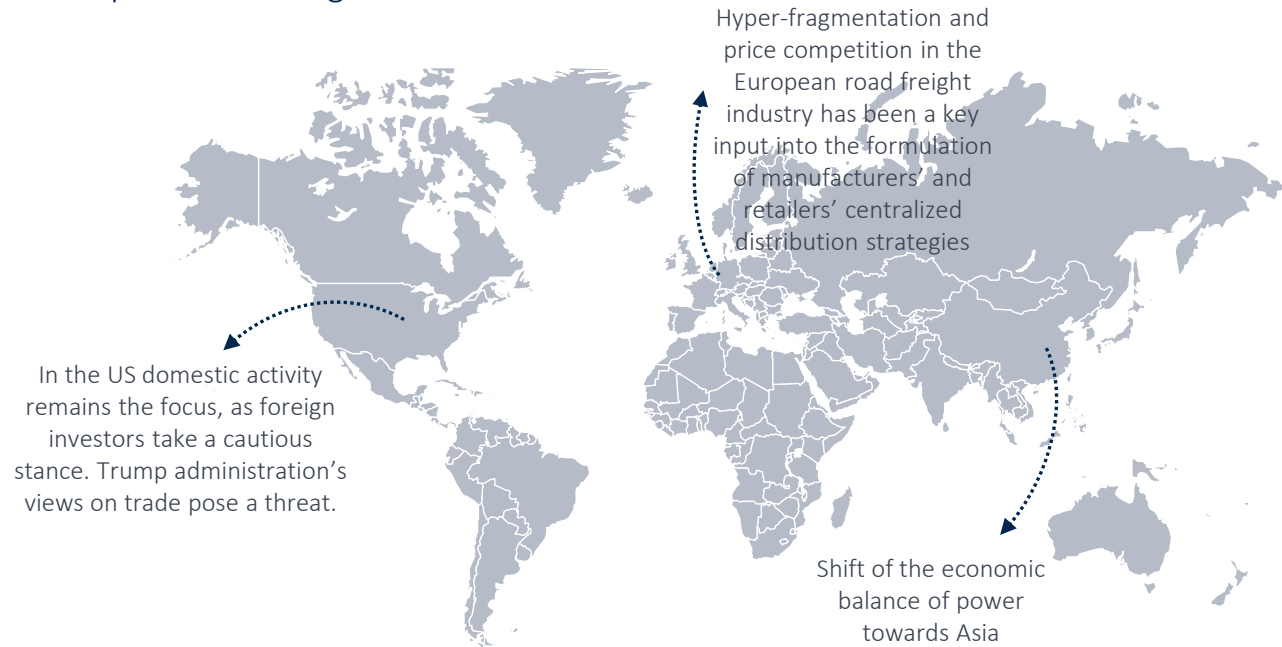 Hyper-fragmentation and
price competition in the
European road freight
industry has been a key
input into the formulation
of manufacturers’ and
retailers’ centralized
distribution strategies
In the US domestic activity
remains the focus, as foreign
investors take a cautious
stance. Trump administration’s
views on trade pose a threat.
Shift of the economic
balance of power
towards Asia